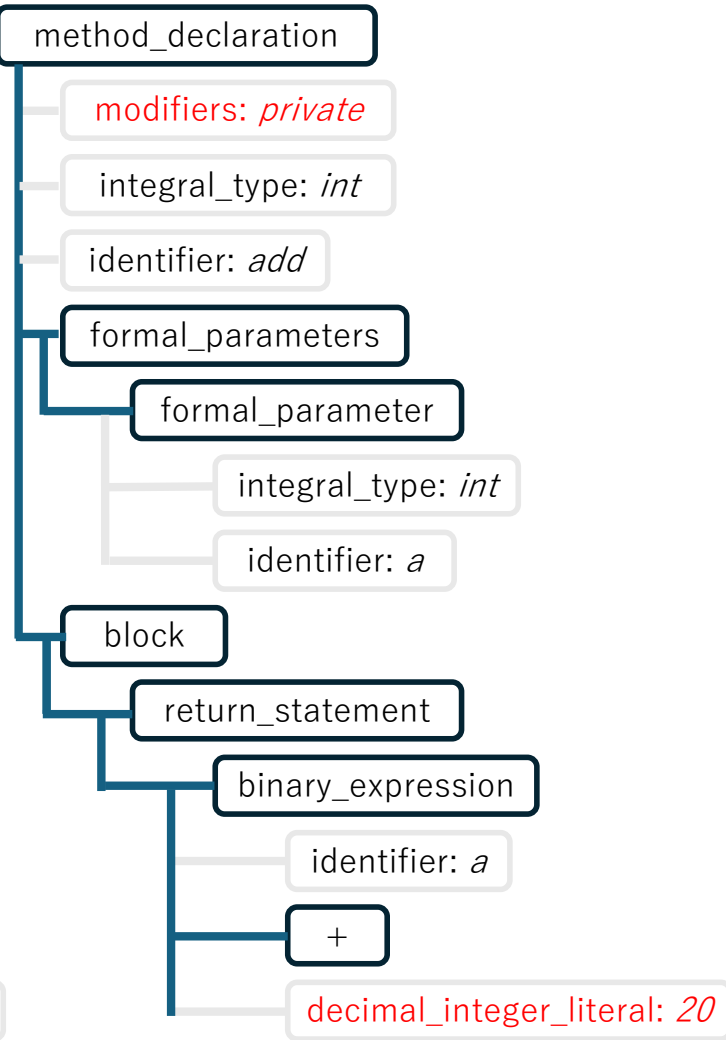 method_declaration
modifiers: private
integral_type: int
identifier: add
formal_parameters
formal_parameter
integral_type: int
identifier: a
block
return_statement
binary_expression
identifier: a
+
decimal_integer_literal: 20